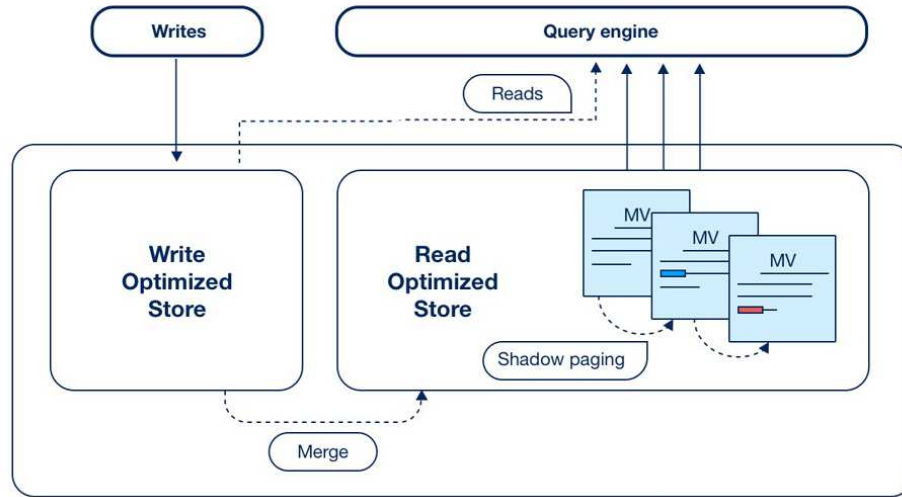 Writes
Query engine
Reads
Write
Optimized
Store
Read
Optimized
Store
MV
MV
MV
Shadow paging
Merge